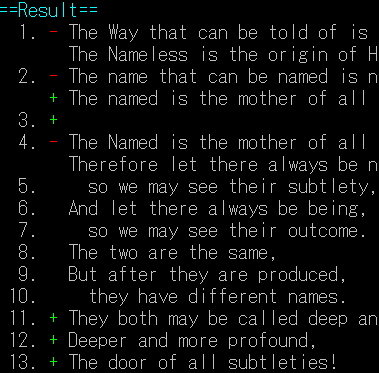 ==Result==
1. - The Way that can be told of is
The Nameless is the origin of H
2. - The name that can be named is n
+ The named is the mother of all
3. +
4. - The Named is the mother of all
Therefore let there always be n
5. so we may see their subtlety,
6. And let there always be being,
7. so we may see their outcome.
8. The two are the same,
9. But after they are produced,
10. they have different names.
11. + They both may be called deep an
12. + Deeper and more profound,
13. + The door of all subtleties!